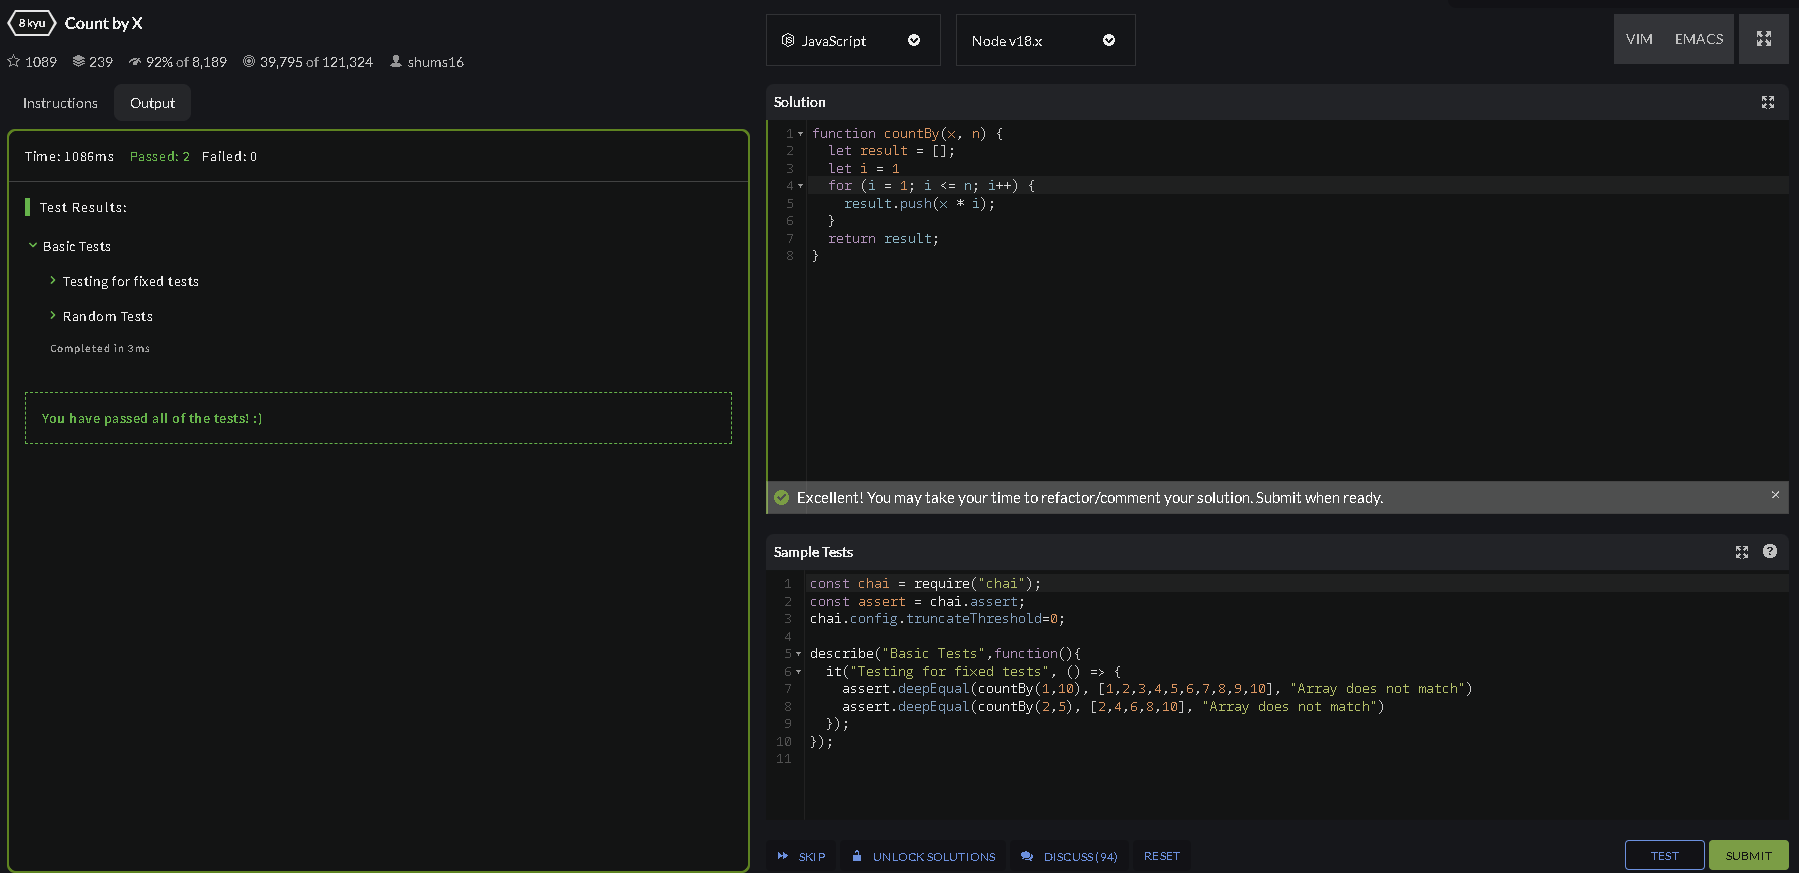 8 kyu Count by X
1089 239 92% of 8,189 39,795 of 121,324 shums16
Instructions Output
Time: 1086ms Passed: 2 Failed: 0
Test Results:
Basic Tests
Testing for fixed tests
Random Tests
Completed in 3ms
You have passed all of the tests! :)
JavaScript Node v18.x VIM EMACS
Solution
1 function countBy(x, n) {
2 let result = [];
3 let i = 1
4 for (i = 1; i <= n; i++) {
5 result.push(x * i);
6 }
7 return result;
8 }
Excellent! You may take your time to refactor/comment your solution. Submit when ready. ×
Sample Tests ?
1 const chai = require("chai");
2 const assert = chai.assert;
3 chai.config.truncateThreshold=0;
4
5 describe("Basic Tests",function(){
6 it("Testing for fixed tests", () => {
7 assert.deepEqual(countBy(1,10), [1,2,3,4,5,6,7,8,9,10], "Array does not match")
8 assert.deepEqual(countBy(2,5), [2,4,6,8,10], "Array does not match")
9 });
10 });
11
SKIP UNLOCK SOLUTIONS DISCUSS (94) RESET TEST SUBMIT